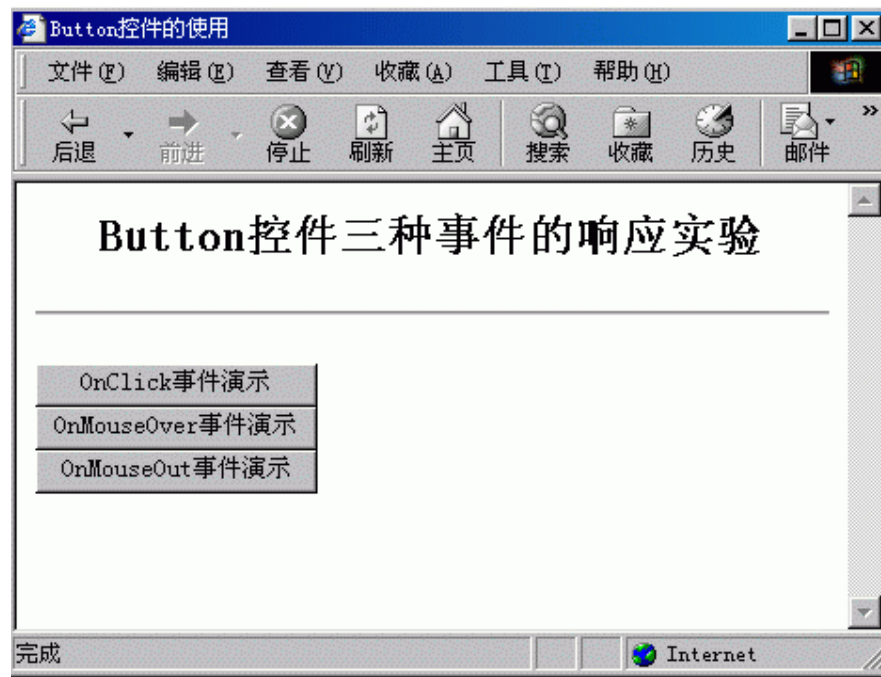 Button控件的使用
文件(F) 编辑(E) 查看(V) 收藏(A) 工具(T) 帮助(H)
后退 前进 停止 刷新 主页 搜索 收藏 历史 邮件 »
Button控件三种事件的响应实验
OnClick事件演示
OnMouseOver事件演示
OnMouseOut事件演示
完成 Internet